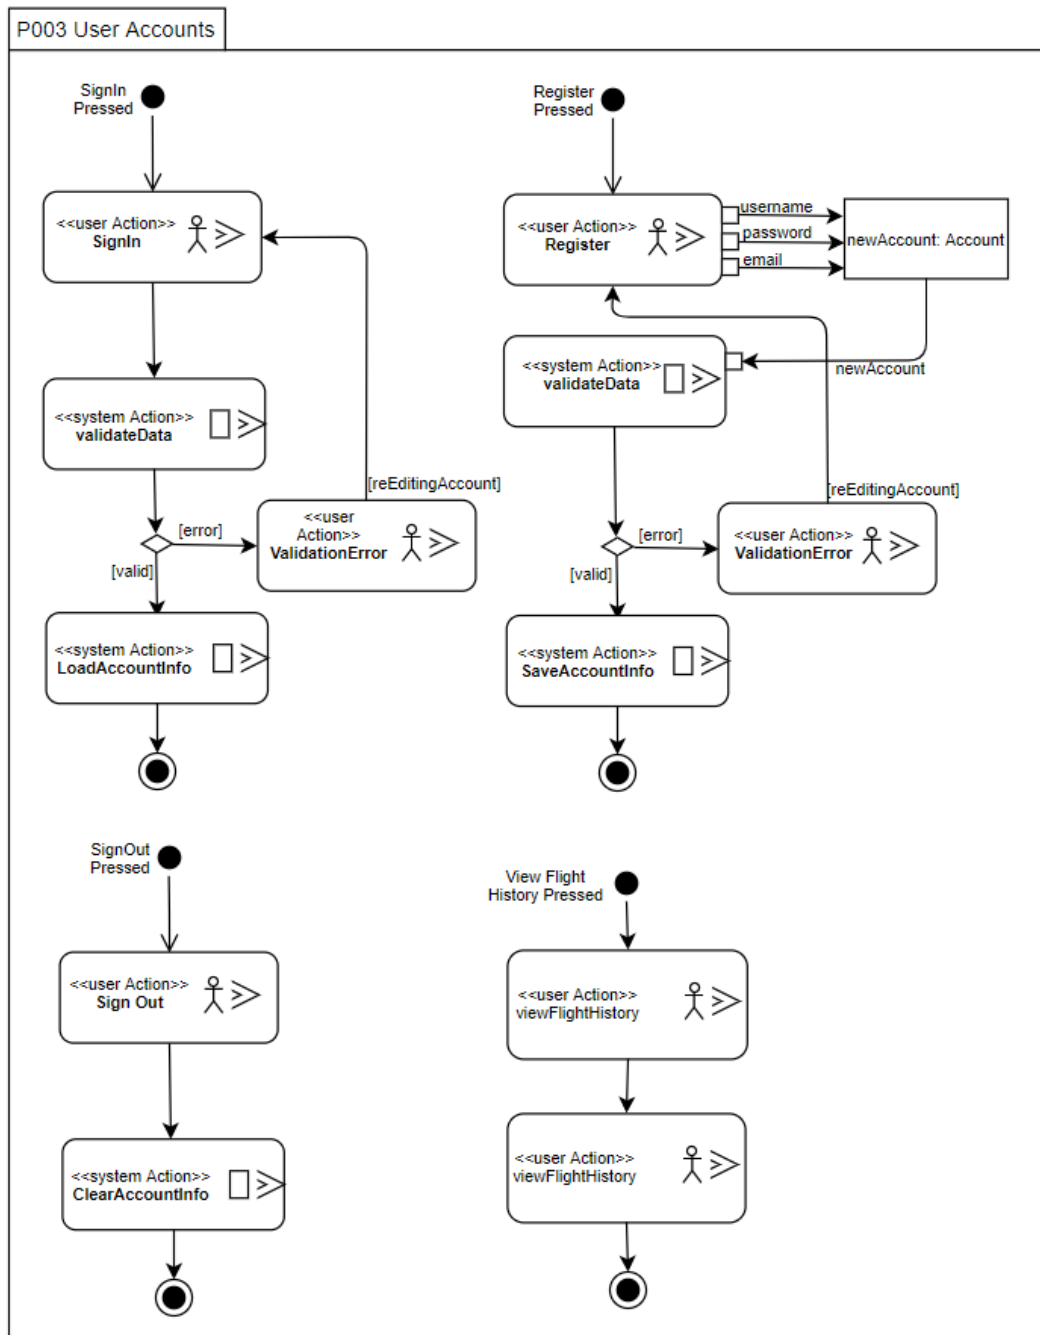 P003 User Accounts
SignIn
Pressed
<<user Action>>
SignIn
<<system Action>>
validateData
[reEditingAccount]
[error]
<<user
Action>>
ValidationError
[valid]
<<system Action>>
LoadAccountInfo
Register
Pressed
<<user Action>>
Register
username
password
email
newAccount: Account
newAccount
<<system Action>>
validateData
[reEditingAccount]
[error]
<<user Action>>
ValidationError
[valid]
<<system Action>>
SaveAccountInfo
SignOut
Pressed
<<user Action>>
Sign Out
<<system Action>>
ClearAccountInfo
View Flight
History Pressed
<<user Action>>
viewFlightHistory
<<user Action>>
viewFlightHistory